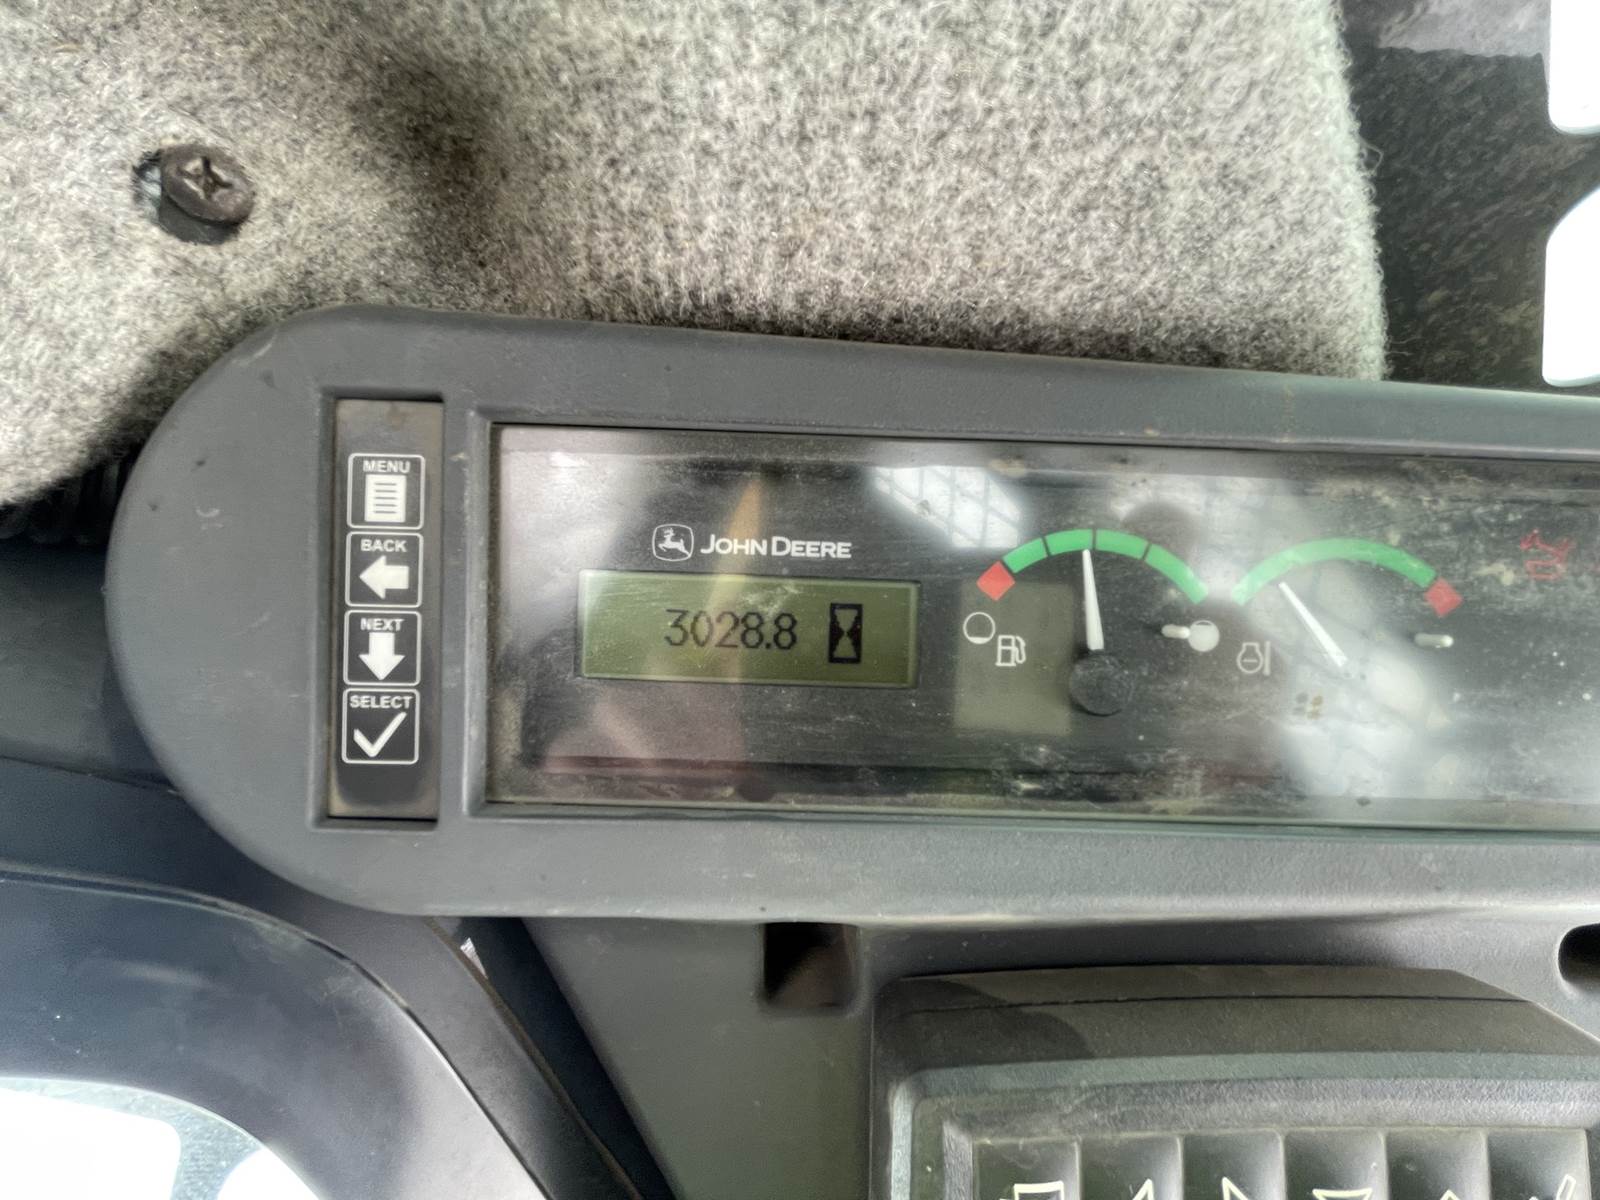 MENU
BACK
NEXT
SELECT
JOHN DEERE
3028.8